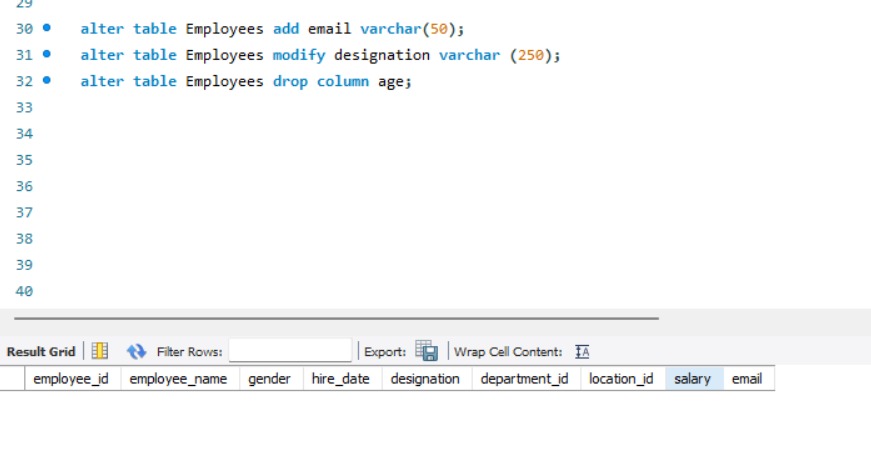 29
30 alter table Employees add email varchar(50);
31 alter table Employees modify designation varchar (250);
32 alter table Employees drop column age;
33
34
35
36
37
38
39
40
Result Grid Filter Rows: Export: Wrap Cell Content: IA
employee_id employee_name gender hire_date designation department_id location_id salary email